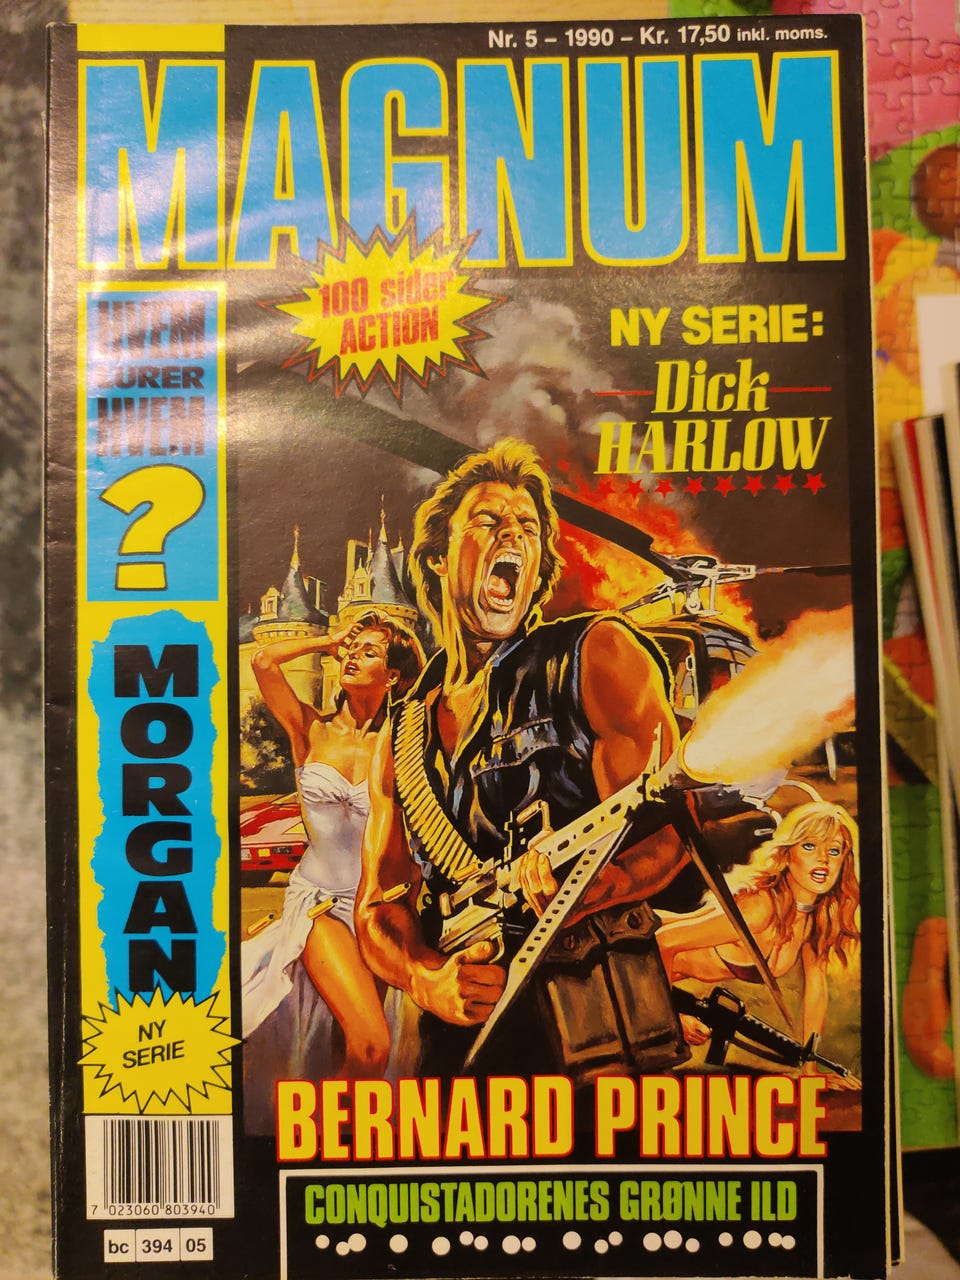 Nr. 5 – 1990 – Kr. 17,50 inkl. moms.
MAGNUM
100 sider
ACTION
NY SERIE:
Dick
HARLOW
HVEM
LURER
HVEM
?
MORGAN
NY
SERIE
BERNARD PRINCE
CONQUISTADORENES GRØNNE ILD
7 023060 803940
bc 394 05